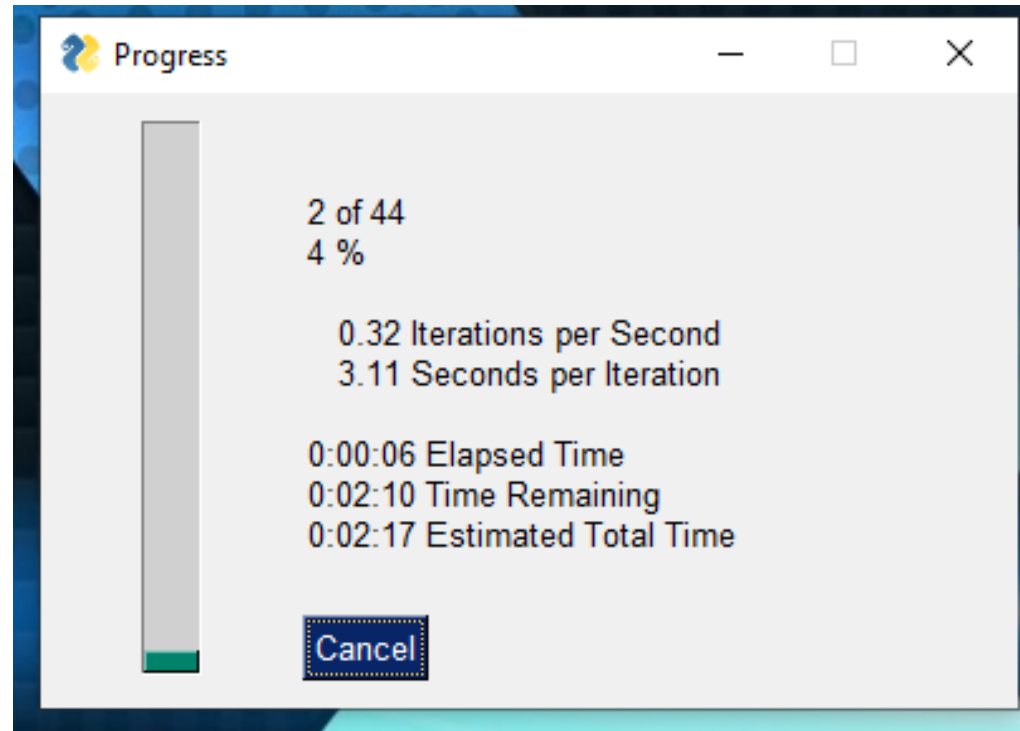 Progress
2 of 44
4 %
0.32 Iterations per Second
3.11 Seconds per Iteration
0:00:06 Elapsed Time
0:02:10 Time Remaining
0:02:17 Estimated Total Time
Cancel